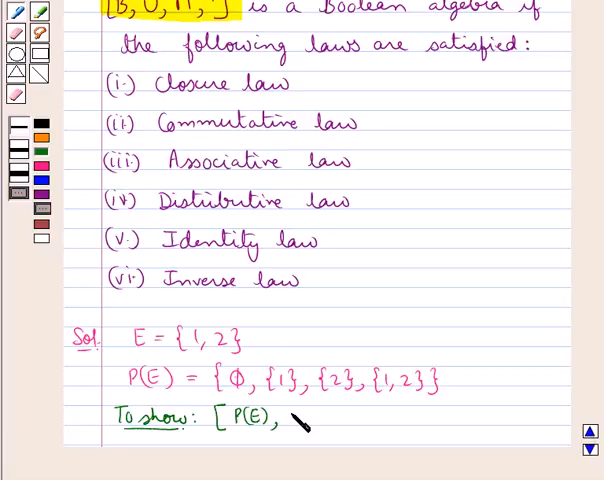 [B, U, ∩, '] is a Boolean algebra if
the following laws are satisfied:
(i.) Closure law
(ii.) Commutative law
(iii.) Associative law
(iv.) Distributive law
(v.) Identity law
(vi.) Inverse law
Sol. E = {1, 2}
P(E) = {Φ, {1}, {2}, {1, 2}}
To show: [ P(E),